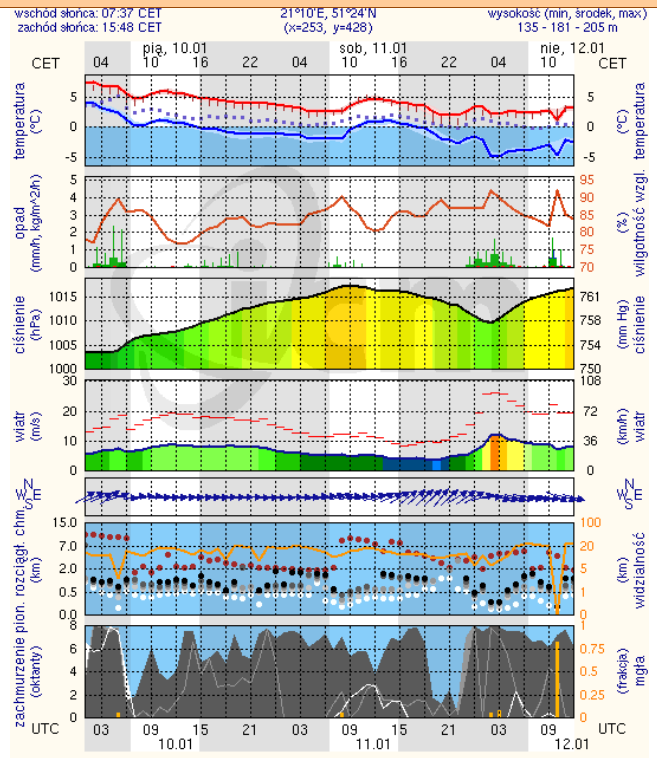 wschód słońca: 07:37 CET 21°10'E, 51°24'N wysokość (min, środek, max)
zachód słońca: 15:48 CET (x=253, y=428) 135 - 181 - 205 m
pią, 10.01 sob, 11.01 nie, 12.01
CET 04 10 16 22 04 10 16 22 04 10 CET
temperatura (°C) 5 0 -5 5 0 -5 temperatura (°C)
opad (mm/h, kg/m^2/h) 5 4 3 2 1 0 95 90 85 80 75 70 (%) wilgotność wzgl.
ciśnienie (hPa) 1015 1010 1005 1000 761 758 754 750 (mm Hg) ciśnienie
icm
wiatr (m/s) 30 20 10 0 108 72 36 0 (km/h) wiatr
N W E S N W E S
pion. rozciągł. chm. (km) 15.0 7.0 2.0 0.5 0.0 100 20 5 1 0 (km) widzialność
zachmurzenie (oktanty) 8 6 4 2 0 1 0.75 0.5 0.25 0 (frakcja) mgła
UTC 03 09 15 21 03 09 15 21 03 09 UTC
10.01 11.01 12.01